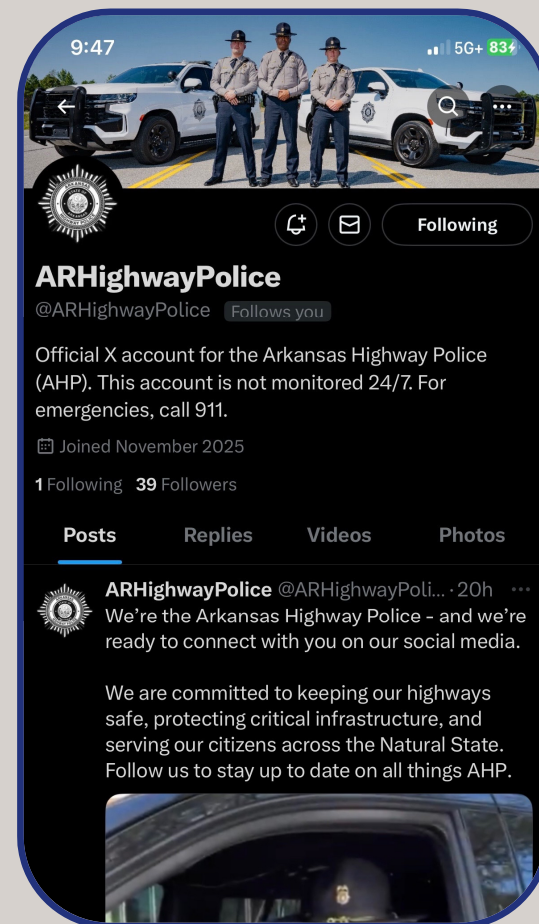 9:47
5G+ 83
Following
ARHighwayPolice
@ARHighwayPolice Follows you
Official X account for the Arkansas Highway Police
(AHP). This account is not monitored 24/7. For
emergencies, call 911.
Joined November 2025
1 Following 39 Followers
Posts Replies Videos Photos
ARHighwayPolice @ARHighwayPoli... · 20h
We're the Arkansas Highway Police - and we're
ready to connect with you on our social media.
We are committed to keeping our highways
safe, protecting critical infrastructure, and
serving our citizens across the Natural State.
Follow us to stay up to date on all things AHP.